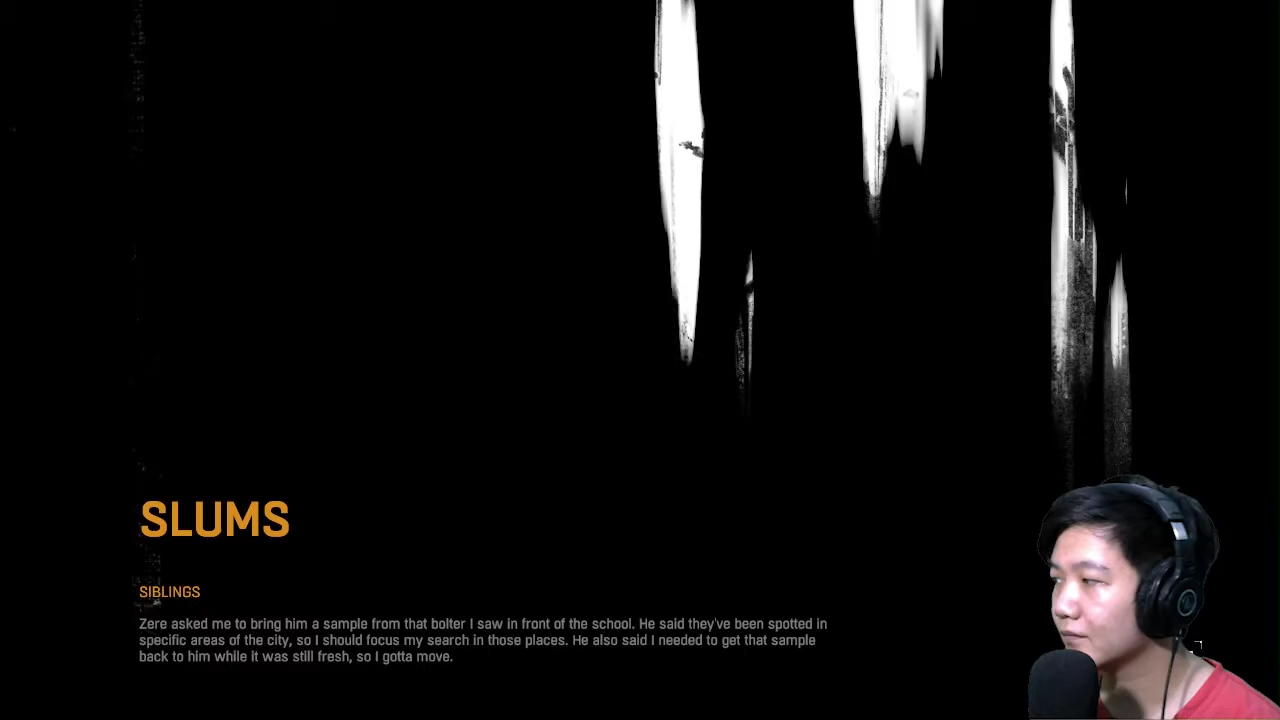 SLUMS
SIBLINGS
Zere asked me to bring him a sample from that bolter I saw in front of the school. He said they've been spotted in
specific areas of the city, so I should focus my search in those places. He also said I needed to get that sample
back to him while it was still fresh, so I gotta move.